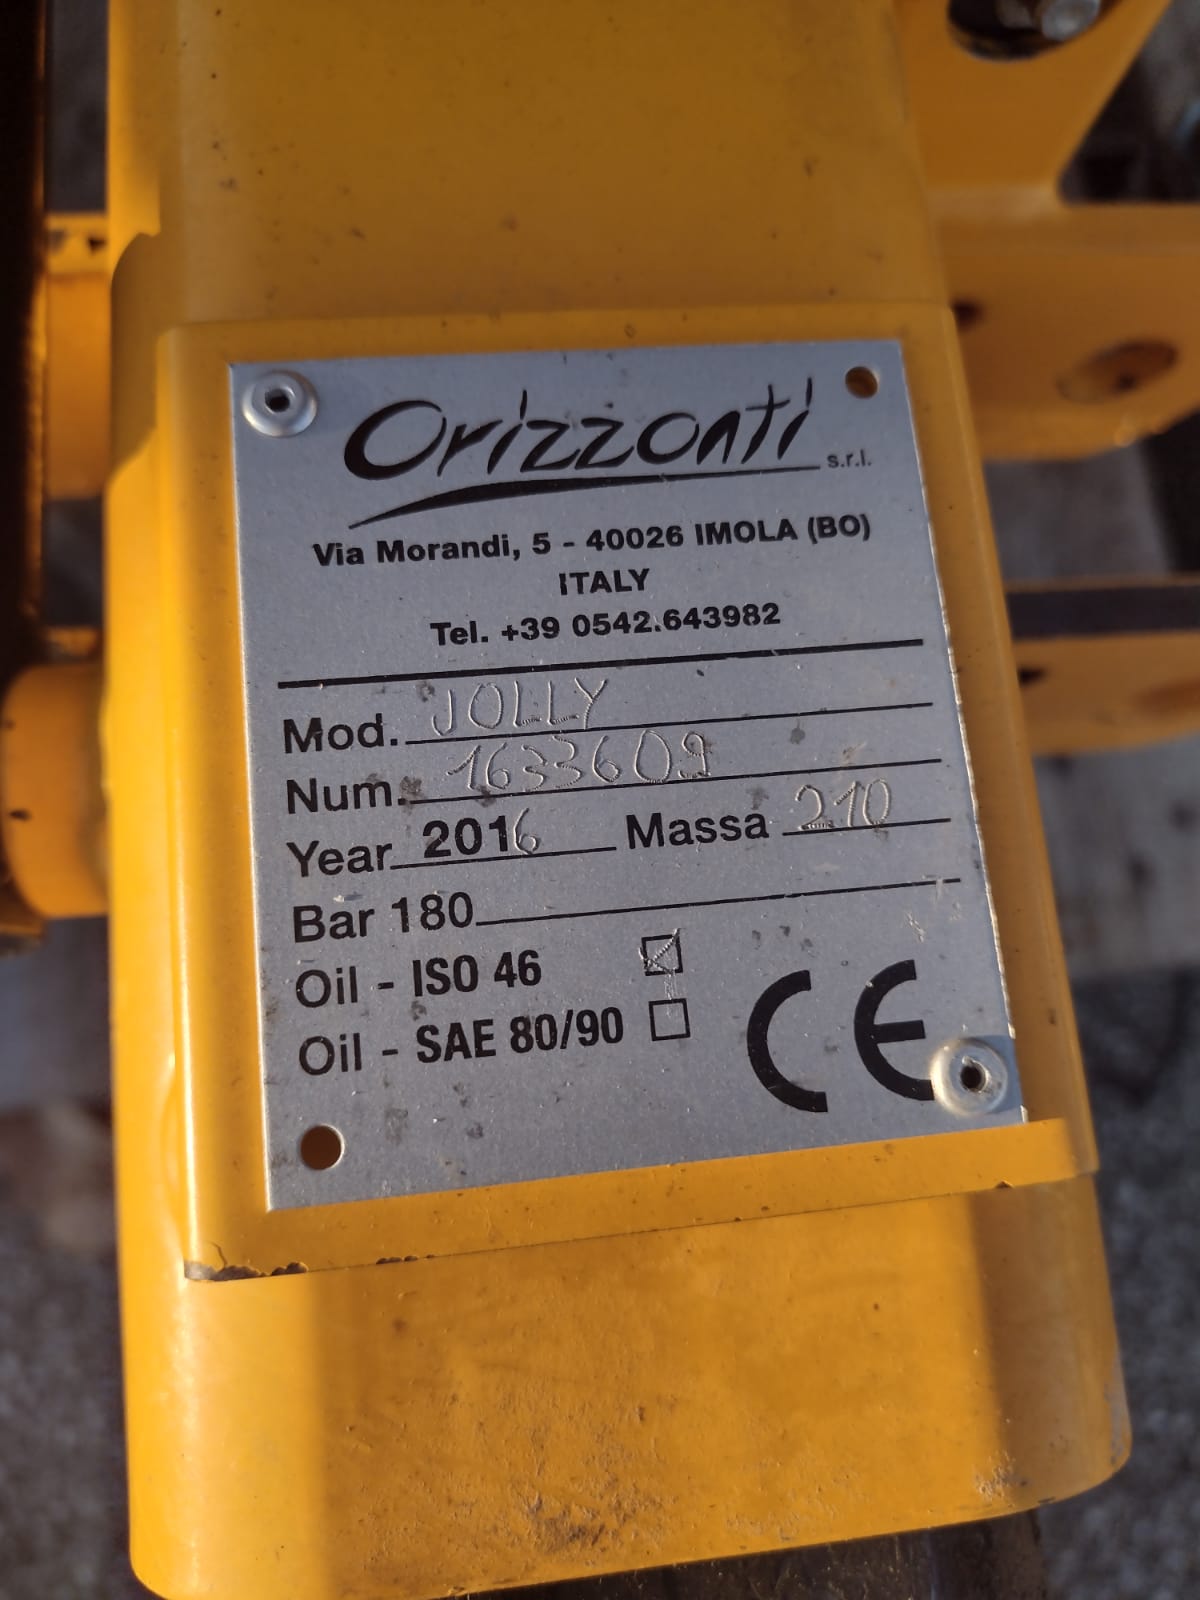 Orizzonti s.r.l.
Via Morandi, 5 - 40026 IMOLA (BO)
ITALY
Tel. +39 0542.643982
Mod. JOLLY
Num. 1633609
Year 2016 Massa 210
Bar 180
Oil - ISO 46
Oil - SAE 80/90
CE